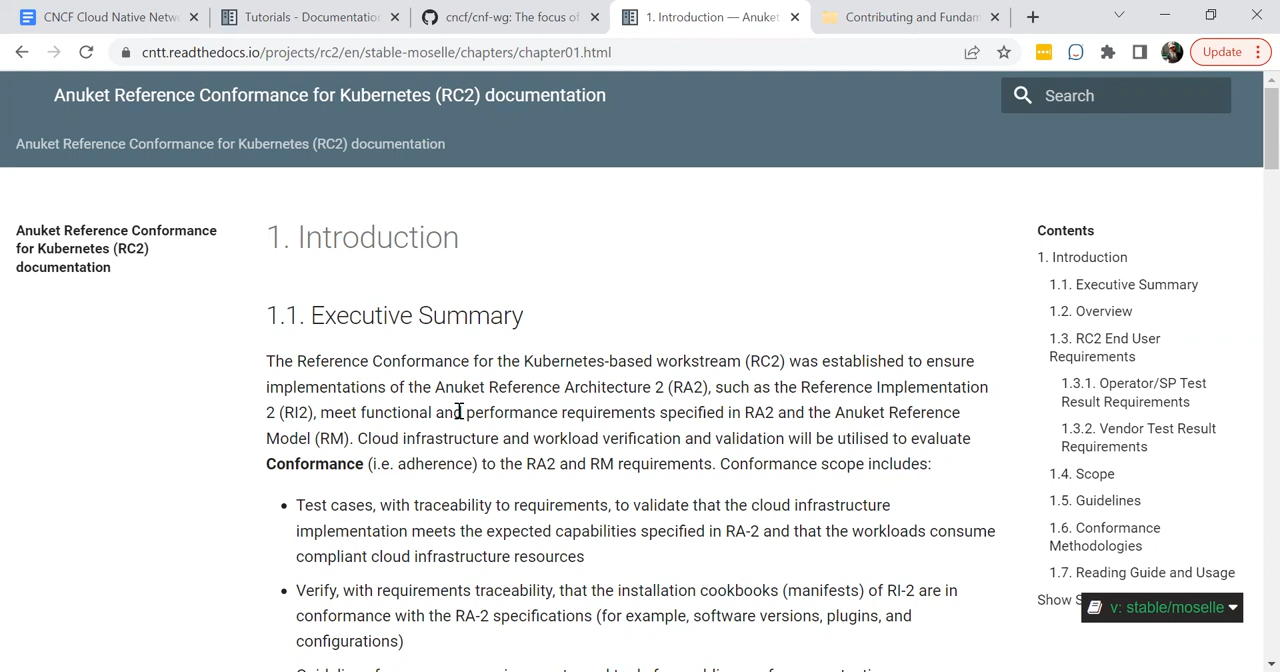 CNCF Cloud Native Netw
Tutorials - Documentation
cncf/cnf-wg: The focus of
1. Introduction — Anuket
Contributing and Fundam
cntt.readthedocs.io/projects/rc2/en/stable-moselle/chapters/chapter01.html
Update
Anuket Reference Conformance for Kubernetes (RC2) documentation
Search
Anuket Reference Conformance for Kubernetes (RC2) documentation
Anuket Reference Conformance
for Kubernetes (RC2)
documentation
1. Introduction
1.1. Executive Summary
The Reference Conformance for the Kubernetes-based workstream (RC2) was established to ensure
implementations of the Anuket Reference Architecture 2 (RA2), such as the Reference Implementation
2 (RI2), meet functional and performance requirements specified in RA2 and the Anuket Reference
Model (RM). Cloud infrastructure and workload verification and validation will be utilised to evaluate
Conformance (i.e. adherence) to the RA2 and RM requirements. Conformance scope includes:
• Test cases, with traceability to requirements, to validate that the cloud infrastructure
implementation meets the expected capabilities specified in RA-2 and that the workloads consume
compliant cloud infrastructure resources
• Verify, with requirements traceability, that the installation cookbooks (manifests) of RI-2 are in
conformance with the RA-2 specifications (for example, software versions, plugins, and
configurations)
Contents
1. Introduction
1.1. Executive Summary
1.2. Overview
1.3. RC2 End User
Requirements
1.3.1. Operator/SP Test
Result Requirements
1.3.2. Vendor Test Result
Requirements
1.4. Scope
1.5. Guidelines
1.6. Conformance
Methodologies
1.7. Reading Guide and Usage
Show S
v: stable/moselle